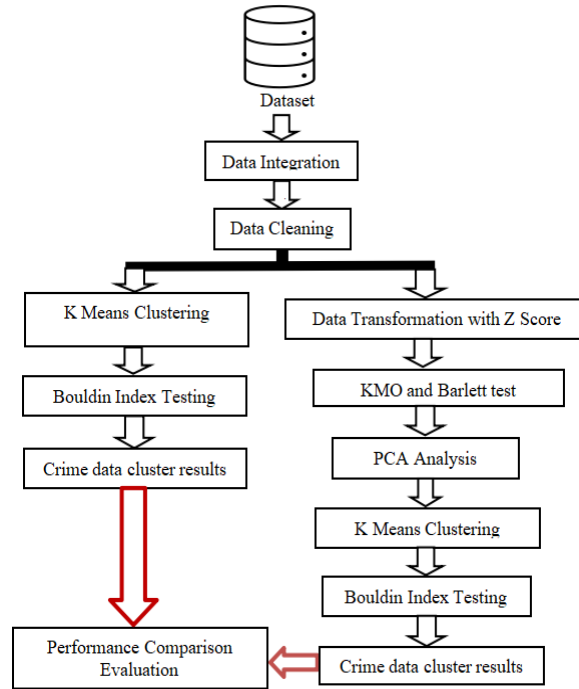 Dataset
Data Integration
Data Cleaning
K Means Clustering
Bouldin Index Testing
Crime data cluster results
Data Transformation with Z Score
KMO and Barlett test
PCA Analysis
K Means Clustering
Bouldin Index Testing
Crime data cluster results
Performance Comparison
Evaluation